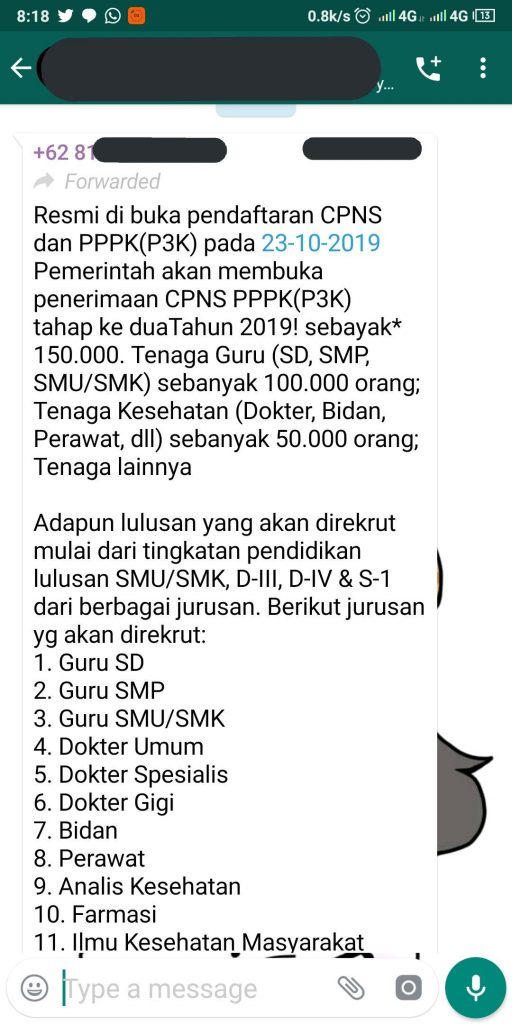 8:18 0.8k/s 4G 4G 13
y...
+62 81
Forwarded
Resmi di buka pendaftaran CPNS
dan PPPK(P3K) pada 23-10-2019
Pemerintah akan membuka
penerimaan CPNS PPPK(P3K)
tahap ke duaTahun 2019! sebayak*
150.000. Tenaga Guru (SD, SMP,
SMU/SMK) sebanyak 100.000 orang;
Tenaga Kesehatan (Dokter, Bidan,
Perawat, dll) sebanyak 50.000 orang;
Tenaga lainnya
Adapun lulusan yang akan direkrut
mulai dari tingkatan pendidikan
lulusan SMU/SMK, D-III, D-IV & S-1
dari berbagai jurusan. Berikut jurusan
yg akan direkrut:
1. Guru SD
2. Guru SMP
3. Guru SMU/SMK
4. Dokter Umum
5. Dokter Spesialis
6. Dokter Gigi
7. Bidan
8. Perawat
9. Analis Kesehatan
10. Farmasi
11. Ilmu Kesehatan Masyarakat
Type a message